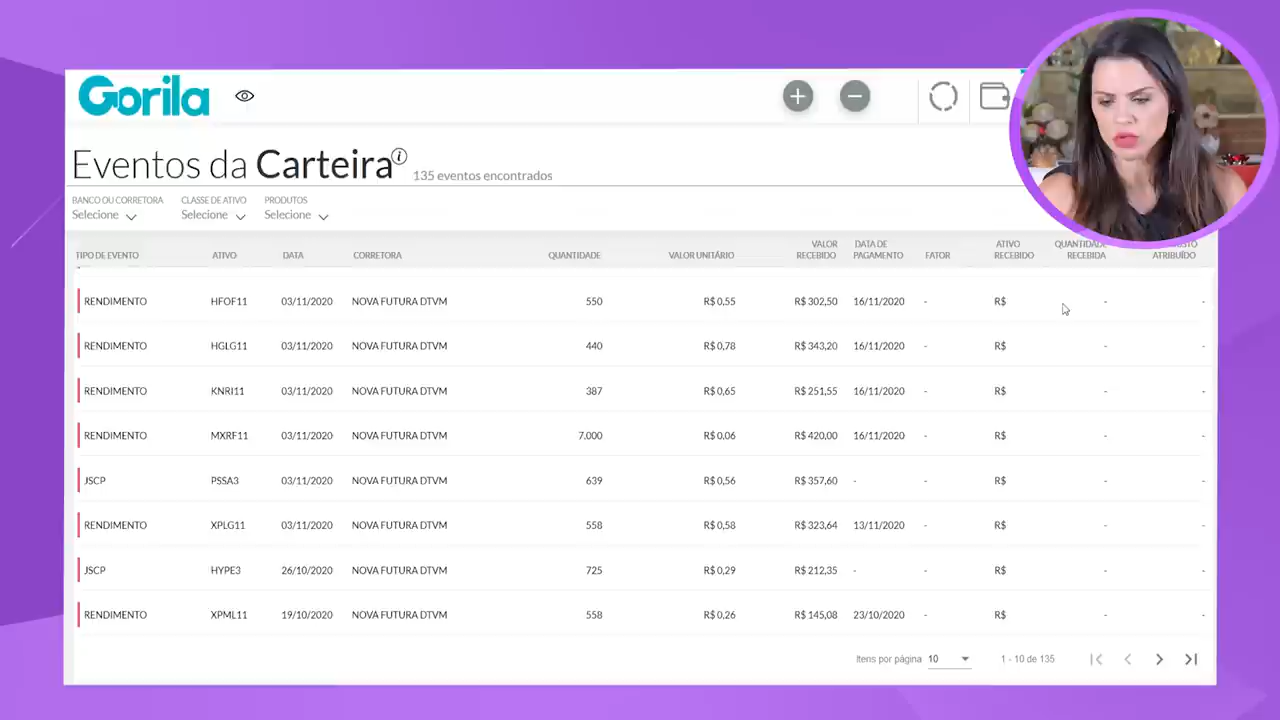 Gorila
Eventos da Carteira i 135 eventos encontrados
BANCO OU CORRETORA CLASSE DE ATIVO PRODUTOS
Selecione Selecione Selecione
TIPO DE EVENTO ATIVO DATA CORRETORA QUANTIDADE VALOR UNITÁRIO VALOR RECEBIDO DATA DE PAGAMENTO FATOR ATIVO RECEBIDO QUANTIDADE RECEBIDA ATRIBUÍDO
RENDIMENTO HFOF11 03/11/2020 NOVA FUTURA DTVM 550 R$ 0,55 R$ 302,50 16/11/2020 - R$ - -
RENDIMENTO HGLG11 03/11/2020 NOVA FUTURA DTVM 440 R$ 0,78 R$ 343,20 16/11/2020 - R$ - -
RENDIMENTO KNRI11 03/11/2020 NOVA FUTURA DTVM 387 R$ 0,65 R$ 251,55 16/11/2020 - R$ - -
RENDIMENTO MXRF11 03/11/2020 NOVA FUTURA DTVM 7.000 R$ 0,06 R$ 420,00 16/11/2020 - R$ - -
JSCP PSSA3 03/11/2020 NOVA FUTURA DTVM 639 R$ 0,56 R$ 357,60 - - R$ - -
RENDIMENTO XPLG11 03/11/2020 NOVA FUTURA DTVM 558 R$ 0,58 R$ 323,64 13/11/2020 - R$ - -
JSCP HYPE3 26/10/2020 NOVA FUTURA DTVM 725 R$ 0,29 R$ 212,35 - - R$ - -
RENDIMENTO XPML11 19/10/2020 NOVA FUTURA DTVM 558 R$ 0,26 R$ 145,08 23/10/2020 - R$ - -
Itens por página 10 1 - 10 de 135